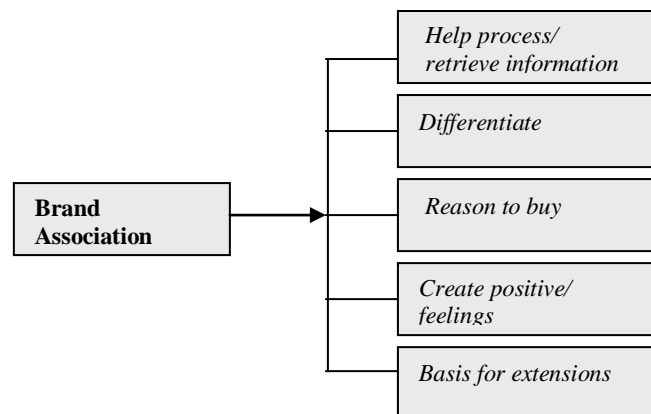 Help process/
retrieve information
Differentiate
Brand
Association
Reason to buy
Create positive/
feelings
Basis for extensions